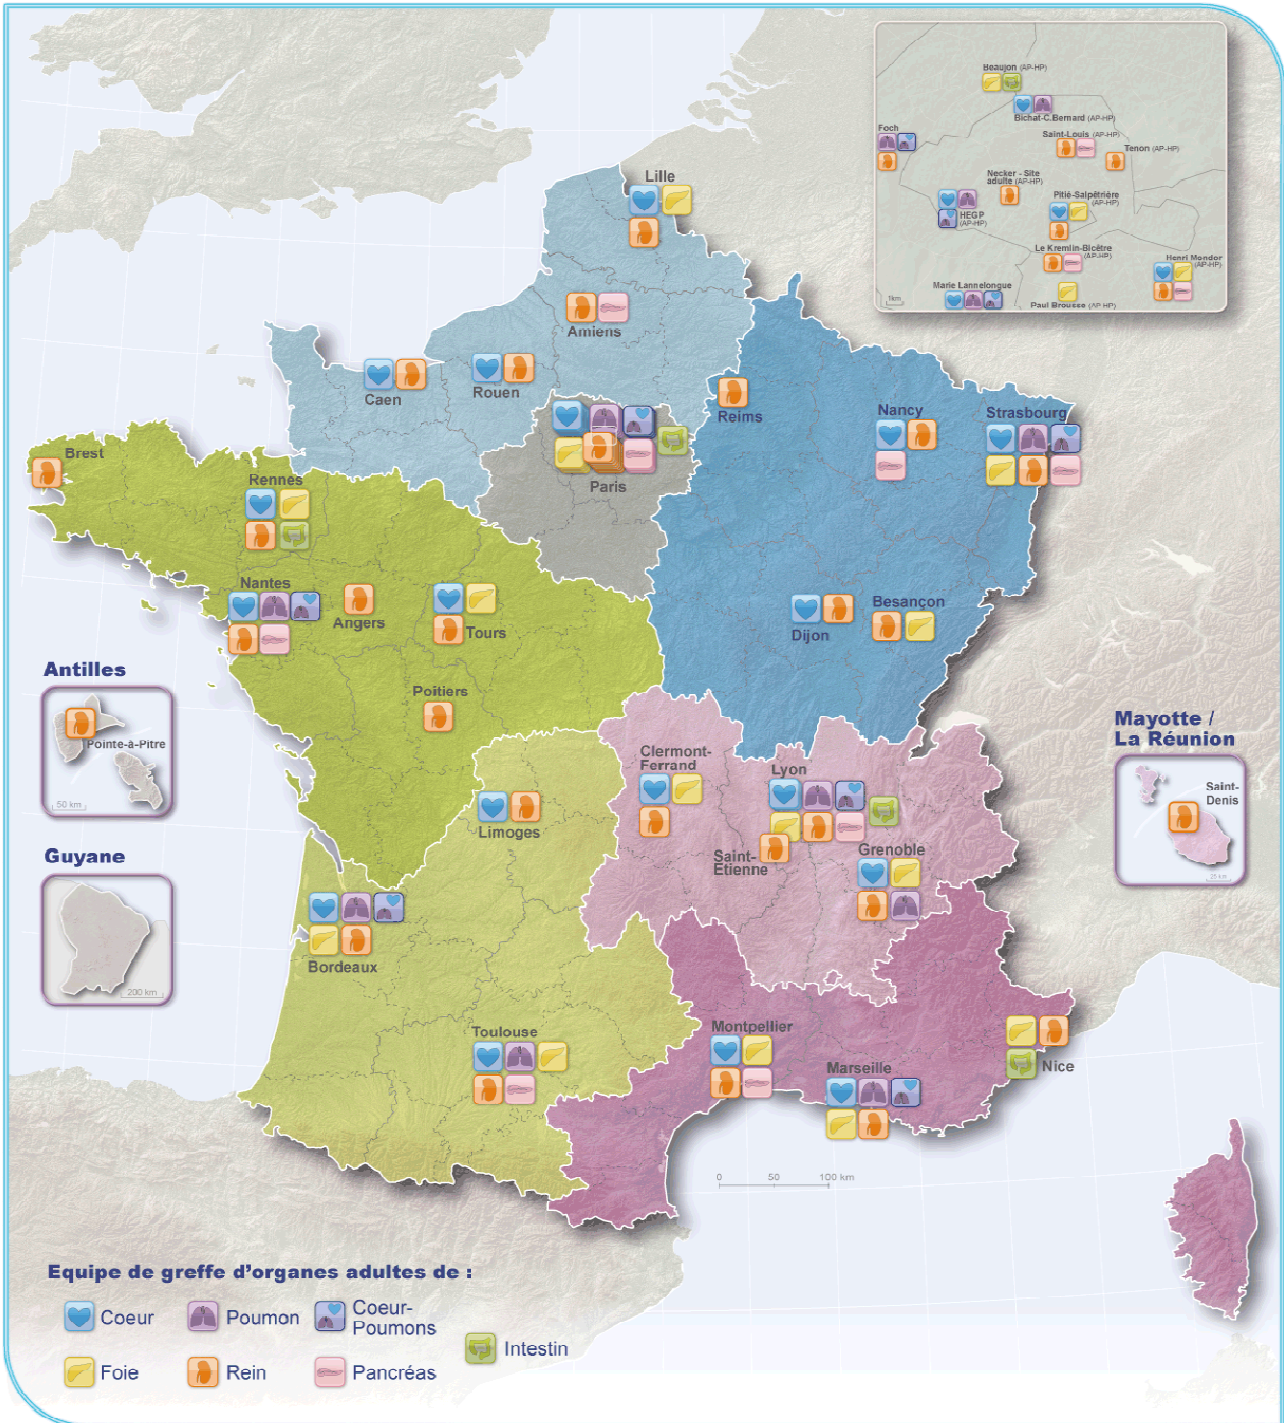 Beaujon (AP-HP)
Bichat-C.Bernard (AP-HP)
Foch
Saint-Louis (AP-HP)
Tenon (AP-HP)
Necker - Site
adulte (AP-HP)
Pitié-Salpêtrière
(AP-HP)
HEGP
(AP-HP)
Le Kremlin-Bicêtre
(AP-HP)
Henri Mondor
(AP-HP)
Marie Lannelongue
Paul Brousse (AP-HP)
1km
Lille
Amiens
Caen
Rouen
Reims
Nancy
Strasbourg
Brest
Rennes
Paris
Nantes
Angers
Tours
Dijon
Besançon
Poitiers
Antilles
Pointe-à-Pitre
50 km
Mayotte /
La Réunion
Saint-
Denis
25 km
Clermont-
Ferrand
Lyon
Limoges
Saint-
Etienne
Grenoble
Guyane
200 km
Bordeaux
Toulouse
Montpellier
Marseille
Nice
0 50 100 km
Equipe de greffe d'organes adultes de :
Coeur
Poumon
Coeur-
Poumons
Intestin
Foie
Rein
Pancréas